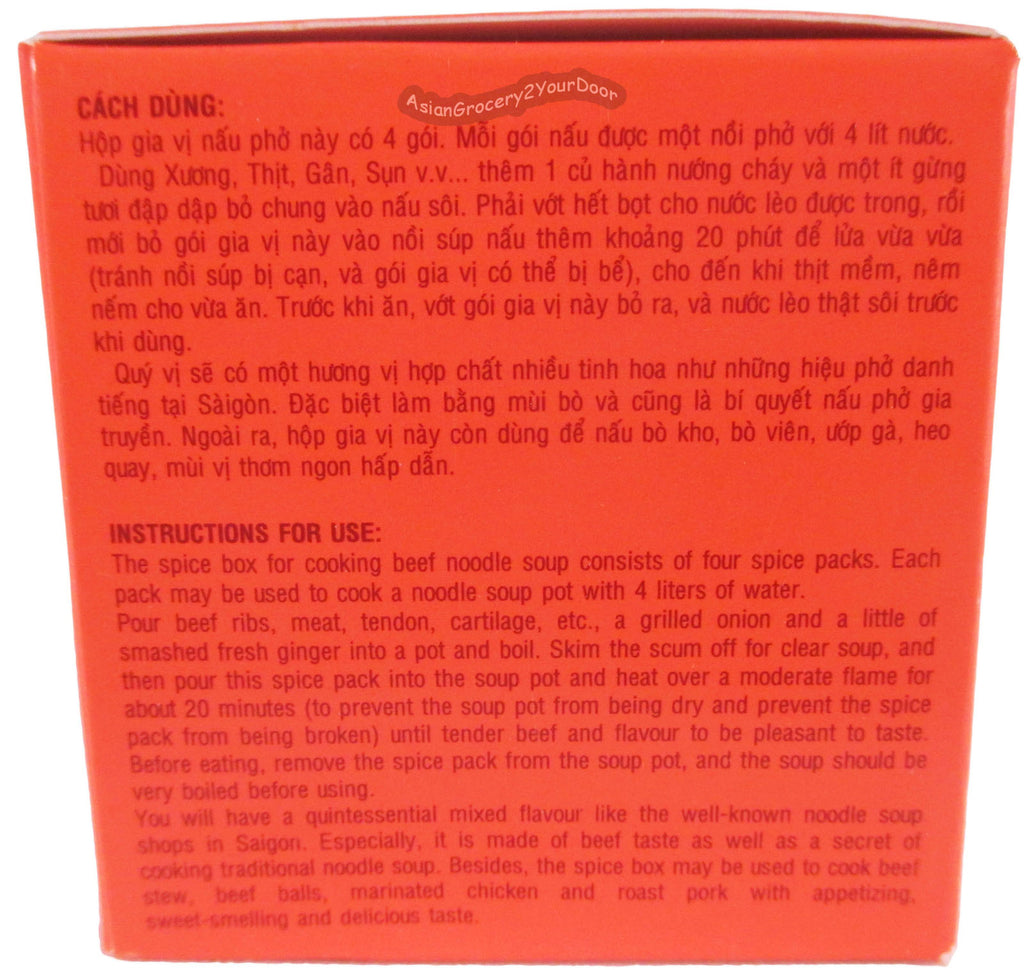 AsianGrocery2YourDoor
CÁCH DÙNG:
Hộp gia vị nấu phở này có 4 gói. Mỗi gói nấu được một nồi phở với 4 lít nước.
Dùng Xương, Thịt, Gân, Sụn v.v... thêm 1 củ hành nướng cháy và một ít gừng
tươi đập dập bỏ chung vào nấu sôi. Phải vớt hết bọt cho nước lèo được trong, rồi
mới bỏ gói gia vị này vào nồi súp nấu thêm khoảng 20 phút để lửa vừa vừa
(tránh nồi súp bị cạn, và gói gia vị có thể bị bể), cho đến khi thịt mềm, nêm
nếm cho vừa ăn. Trước khi ăn, vớt gói gia vị này bỏ ra, và nước lèo thật sôi trước
khi dùng.
Quý vị sẽ có một hương vị hợp chất nhiều tinh hoa như những hiệu phở danh
tiếng tại Sàigòn. Đặc biệt làm bằng mùi bò và cũng là bí quyết nấu phở gia
truyền. Ngoài ra, hộp gia vị này còn dùng để nấu bò kho, bò viên, ướp gà, heo
quay, mùi vị thơm ngon hấp dẫn.
INSTRUCTIONS FOR USE:
The spice box for cooking beef noodle soup consists of four spice packs. Each
pack may be used to cook a noodle soup pot with 4 liters of water.
Pour beef ribs, meat, tendon, cartilage, etc., a grilled onion and a little of
smashed fresh ginger into a pot and boil. Skim the scum off for clear soup, and
then pour this spice pack into the soup pot and heat over a moderate flame for
about 20 minutes (to prevent the soup pot from being dry and prevent the spice
pack from being broken) until tender beef and flavour to be pleasant to taste.
Before eating, remove the spice pack from the soup pot, and the soup should be
very boiled before using.
You will have a quintessential mixed flavour like the well-known noodle soup
shops in Saigon. Especially, it is made of beef taste as well as a secret of
cooking traditional noodle soup. Besides, the spice box may be used to cook beef
stew, beef balls, marinated chicken and roast pork with appetizing,
sweet-smelling and delicious taste.